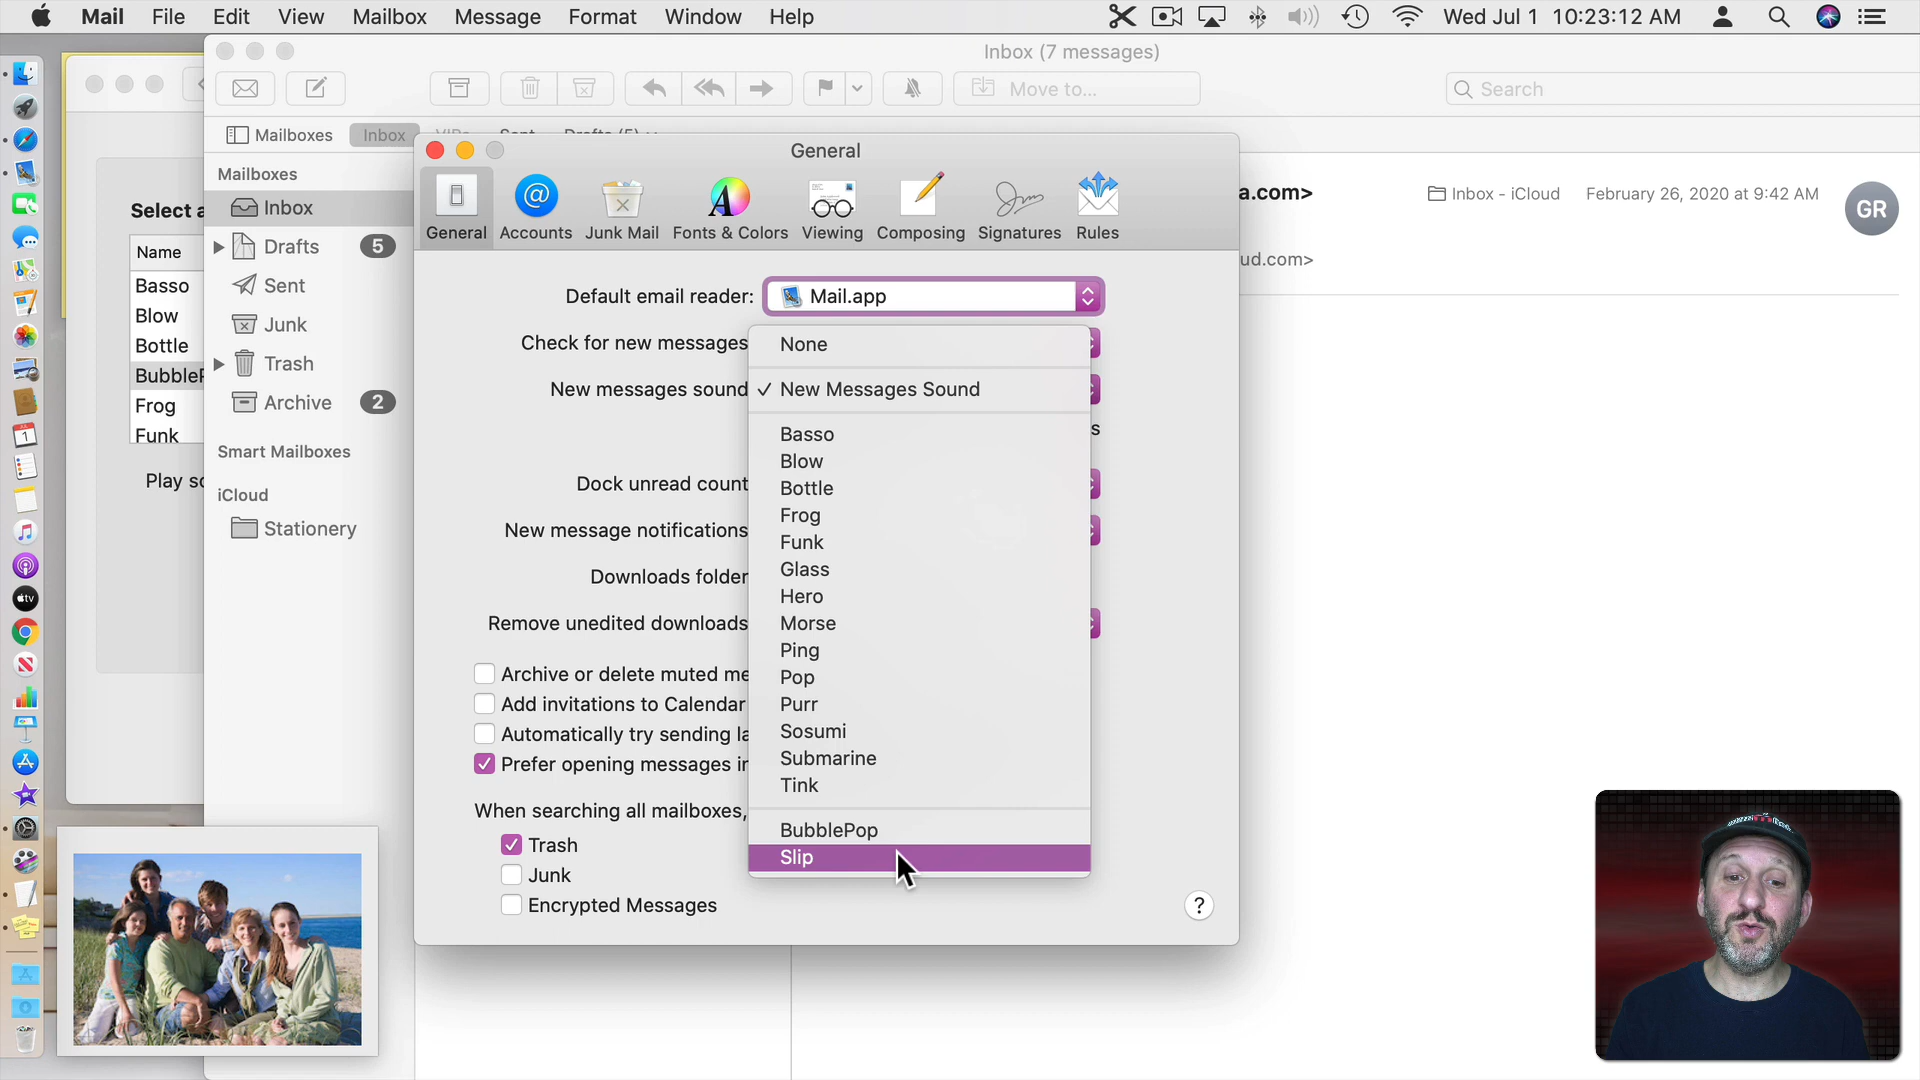 Mail File Edit View Mailbox Message Format Window Help
Wed Jul 1 10:23:12 AM
Inbox (7 messages)
Move to...
Search
Mailboxes Inbox VIPs Sent Drafts (5)
Mailboxes
Inbox
Drafts 5
Sent
Junk
Trash
Archive 2
Smart Mailboxes
iCloud
Stationery
Select a
Name
Basso
Blow
Bottle
BubbleP
Frog
Funk
Play so
General
General Accounts Junk Mail Fonts & Colors Viewing Composing Signatures Rules
Default email reader: Mail.app
Check for new messages
New messages sound
s
Dock unread count
New message notifications
Downloads folder
Remove unedited downloads
Archive or delete muted me
Add invitations to Calendar
Automatically try sending la
Prefer opening messages in
When searching all mailboxes,
Trash
Junk
Encrypted Messages
?
None
✓ New Messages Sound
Basso
Blow
Bottle
Frog
Funk
Glass
Hero
Morse
Ping
Pop
Purr
Sosumi
Submarine
Tink
BubblePop
Slip
a.com>
Inbox - iCloud February 26, 2020 at 9:42 AM
GR
ud.com>
tv